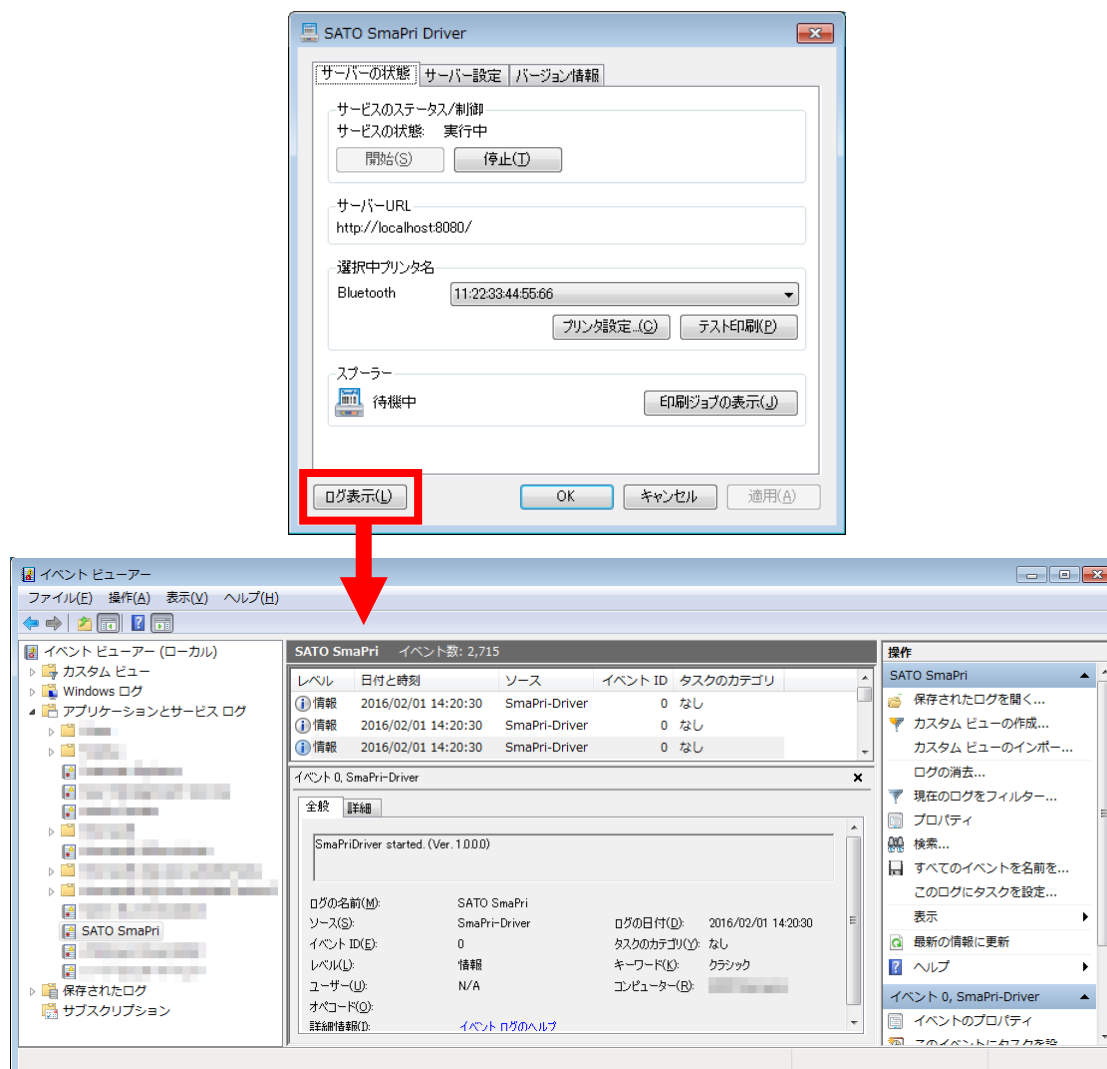 SATO SmaPri Driver
サーバーの状態 サーバー設定 バージョン情報
サービスのステータス/制御
サービスの状態: 実行中
開始(S) 停止(T)
サーバーURL
http://localhost:8080/
選択中プリンタ名
Bluetooth 11:22:33:44:55:66
プリンタ設定...(C) テスト印刷(P)
スプーラー
待機中 印刷ジョブの表示(J)
ログ表示(L) OK キャンセル 適用(A)
イベント ビューアー
ファイル(F) 操作(A) 表示(V) ヘルプ(H)
イベント ビューアー (ローカル)
カスタム ビュー
Windows ログ
アプリケーションとサービス ログ
SATO SmaPri
保存されたログ
サブスクリプション
SATO SmaPri イベント数: 2,715
レベル 日付と時刻 ソース イベント ID タスクのカテゴリ
情報 2016/02/01 14:20:30 SmaPri-Driver 0 なし
情報 2016/02/01 14:20:30 SmaPri-Driver 0 なし
情報 2016/02/01 14:20:30 SmaPri-Driver 0 なし
イベント 0, SmaPri-Driver
全般 詳細
SmaPriDriver started. (Ver. 1.0.0.0)
ログの名前(M): SATO SmaPri
ソース(S): SmaPri-Driver ログの日付(D): 2016/02/01 14:20:30
イベント ID(E): 0 タスクのカテゴリ(Y): なし
レベル(L): 情報 キーワード(K): クラシック
ユーザー(U): N/A コンピューター(R):
オペコード(O):
詳細情報(I): イベント ログのヘルプ
操作
SATO SmaPri
保存されたログを開く...
カスタム ビューの作成...
カスタム ビューのインポー...
ログの消去...
現在のログをフィルター...
プロパティ
検索...
すべてのイベントを名前を...
このログにタスクを設定...
表示
最新の情報に更新
ヘルプ
イベント 0, SmaPri-Driver
イベントのプロパティ
このイベントにタスクを設